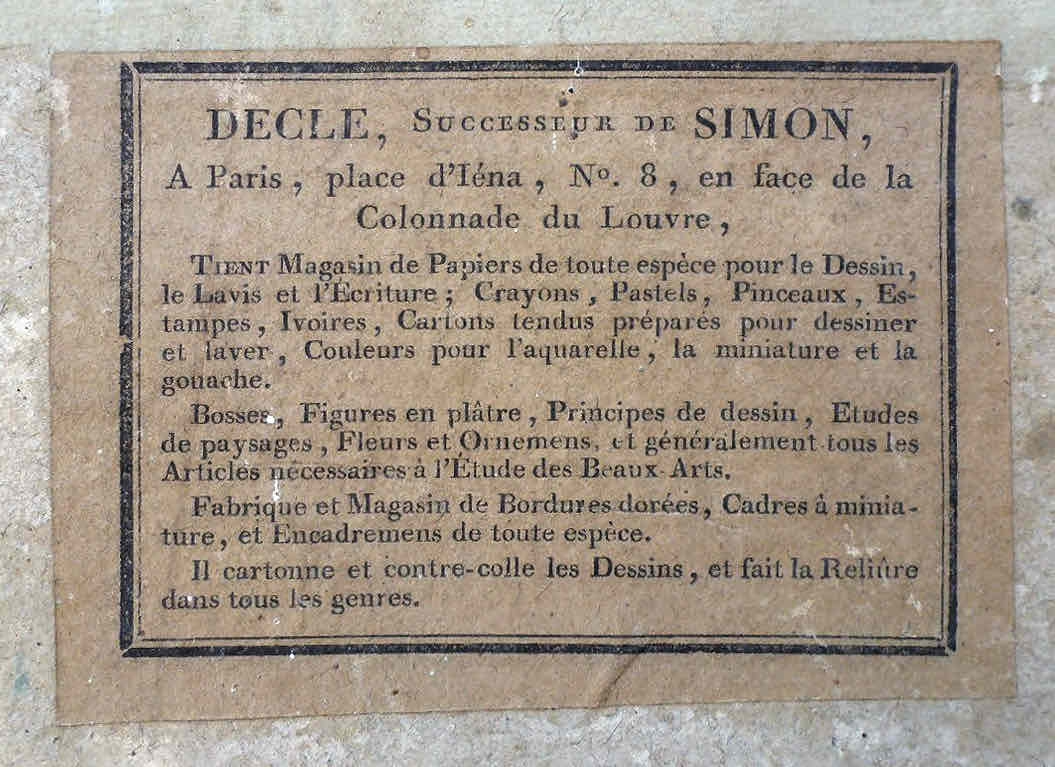 DECLE, SUCCESSEUR DE SIMON,
A Paris, place d'Iéna, Nº. 8, en face de la
Colonnade du Louvre,
TIENT Magasin de Papiers de toute espèce pour le Dessin,
le Lavis et l'Écriture; Crayons, Pastels, Pinceaux, Es-
tampes, Ivoires, Cartons tendus préparés pour dessiner
et laver, Couleurs pour l'aquarelle, la miniature et la
gouache.
Bosses, Figures en plâtre, Principes de dessin, Etudes
de paysages, Fleurs et Ornemens, et généralement tous les
Articles nécessaires à l'Étude des Beaux-Arts.
Fabrique et Magasin de Bordures dorées, Cadres à minia-
ture, et Encadremens de toute espèce.
Il cartonne et contre-colle les Dessins, et fait la Reliûre
dans tous les genres.